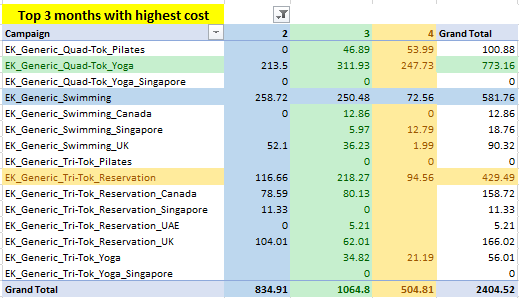 Top 3 months with highest cost
Campaign 2 3 4 Grand Total
EK_Generic_Quad-Tok_Pilates 0 46.89 53.99 100.88
EK_Generic_Quad-Tok_Yoga 213.5 311.93 247.73 773.16
EK_Generic_Quad-Tok_Yoga_Singapore 0 0 0
EK_Generic_Swimming 258.72 250.48 72.56 581.76
EK_Generic_Swimming_Canada 0 12.86 0 12.86
EK_Generic_Swimming_Singapore 5.97 12.79 18.76
EK_Generic_Swimming_UK 52.1 36.23 1.99 90.32
EK_Generic_Tri-Tok_Pilates 0 0 0
EK_Generic_Tri-Tok_Reservation 116.66 218.27 94.56 429.49
EK_Generic_Tri-Tok_Reservation_Canada 78.59 80.13 158.72
EK_Generic_Tri-Tok_Reservation_Singapore 11.33 0 11.33
EK_Generic_Tri-Tok_Reservation_UAE 0 5.21 5.21
EK_Generic_Tri-Tok_Reservation_UK 104.01 62.01 166.02
EK_Generic_Tri-Tok_Yoga 34.82 21.19 56.01
EK_Generic_Tri-Tok_Yoga_Singapore 0 0
Grand Total 834.91 1064.8 504.81 2404.52